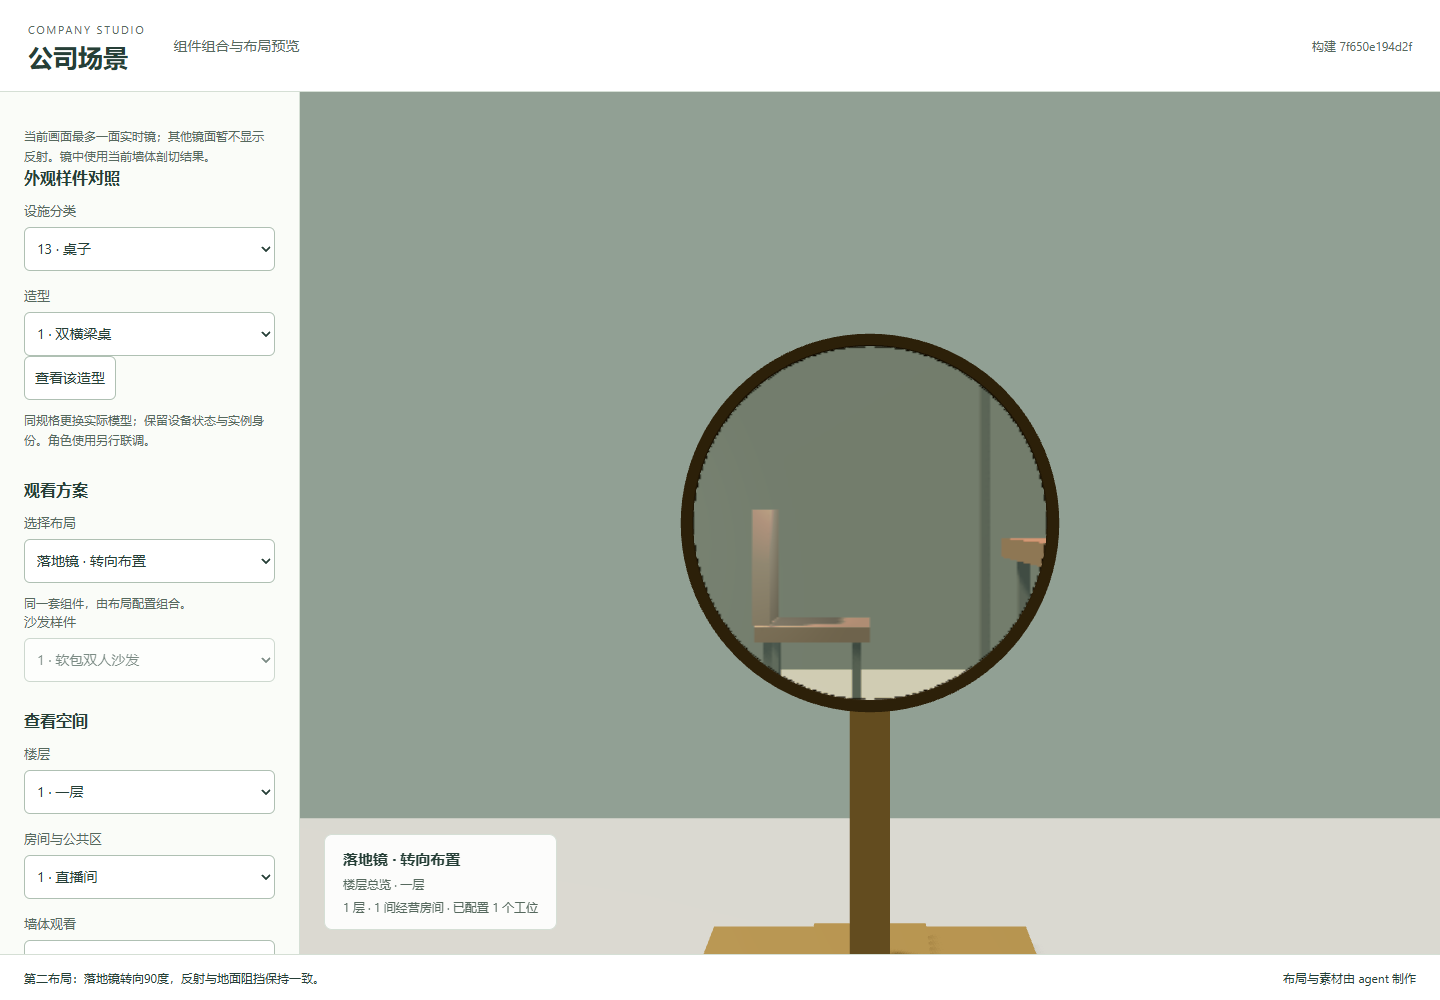 COMPANY STUDIO
公司场景
组件组合与布局预览
构建 7f650e194d2f
当前画面最多一面实时镜；其他镜面暂不显示
反射。镜中使用当前墙体剖切结果。
外观样件对照
设施分类
13 · 桌子
造型
1 · 双横梁桌
查看该造型
同规格更换实际模型；保留设备状态与实例身
份。角色使用另行联调。
观看方案
选择布局
落地镜 · 转向布置
同一套组件，由布局配置组合。
沙发样件
1 · 软包双人沙发
查看空间
楼层
1 · 一层
房间与公共区
1 · 直播间
墙体观看
落地镜 · 转向布置
楼层总览 · 一层
1 层 · 1 间经营房间 · 已配置 1 个工位
第二布局：落地镜转向90度，反射与地面阻挡保持一致。
布局与素材由 agent 制作